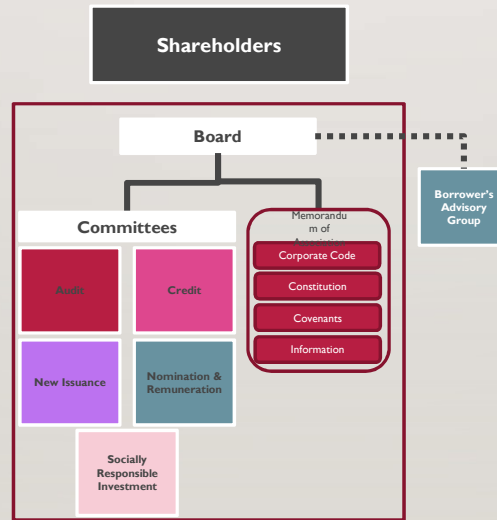 Shareholders
Board
Borrower's
Advisory
Group
Committees
Memorandu
m of
Association
Corporate Code
Constitution
Covenants
Information
Audit
Credit
New Issuance
Nomination &
Remuneration
Socially
Responsible
Investment